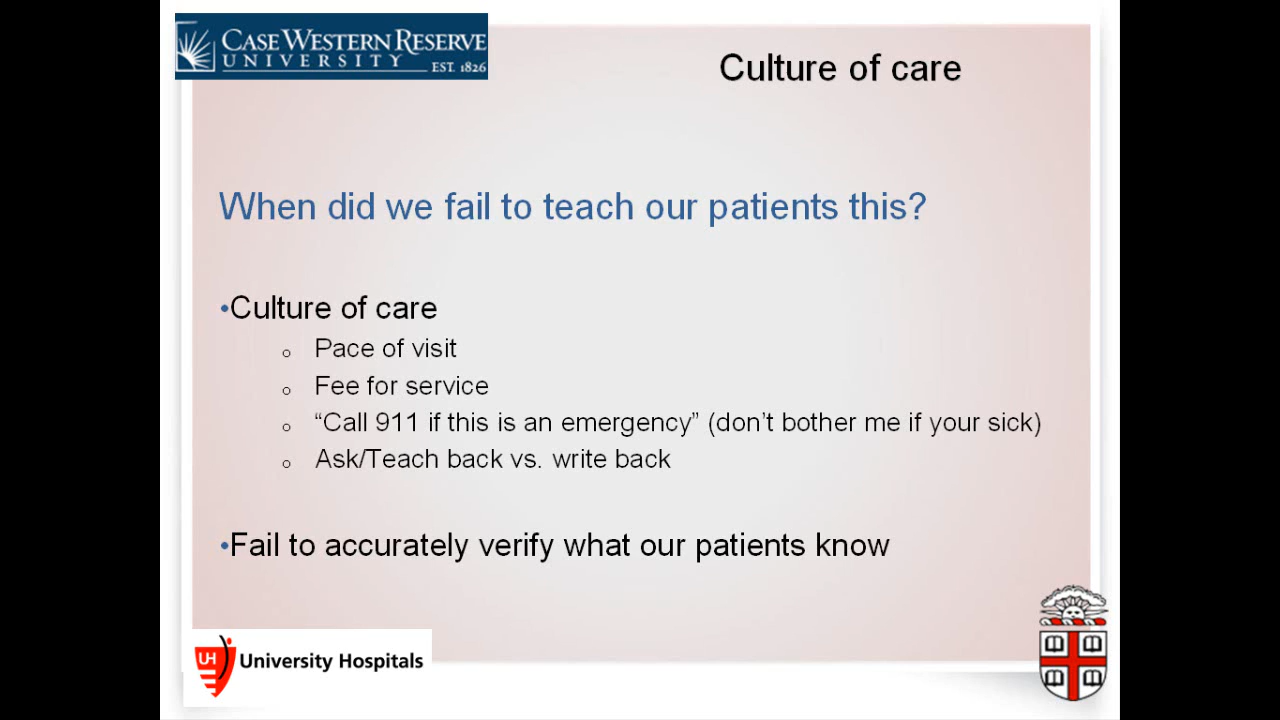 CASE WESTERN RESERVE
UNIVERSITY
EST. 1826
Culture of care
When did we fail to teach our patients this?
•Culture of care
o Pace of visit
o Fee for service
o “Call 911 if this is an emergency” (don’t bother me if your sick)
o Ask/Teach back vs. write back
•Fail to accurately verify what our patients know
UH University Hospitals